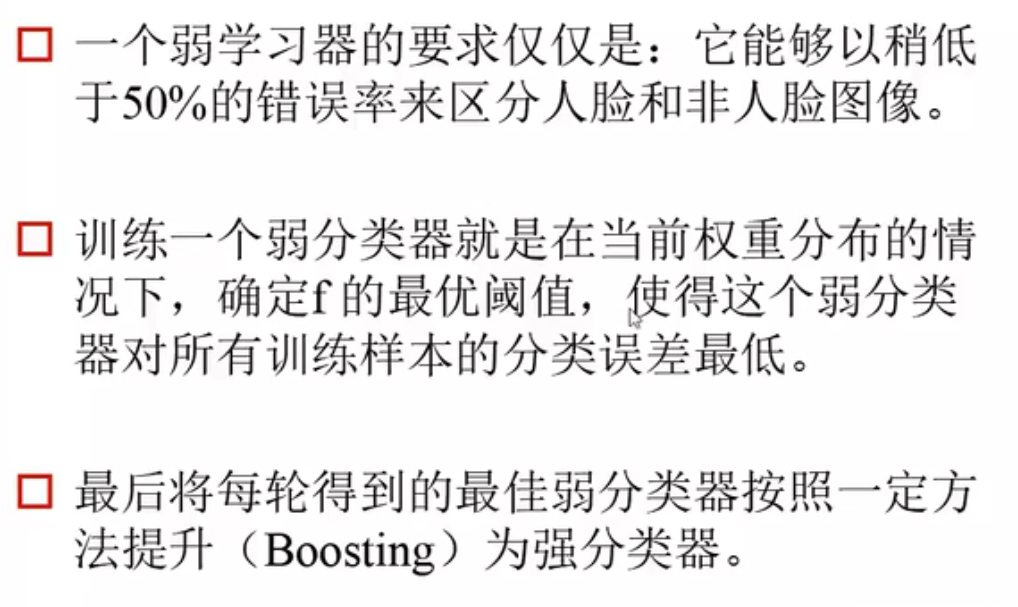 一个弱学习器的要求仅仅是：它能够以稍低
于50%的错误率来区分人脸和非人脸图像。
训练一个弱分类器就是在当前权重分布的情
况下，确定f 的最优阈值，使得这个弱分类
器对所有训练样本的分类误差最低。
最后将每轮得到的最佳弱分类器按照一定方
法提升（Boosting）为强分类器。